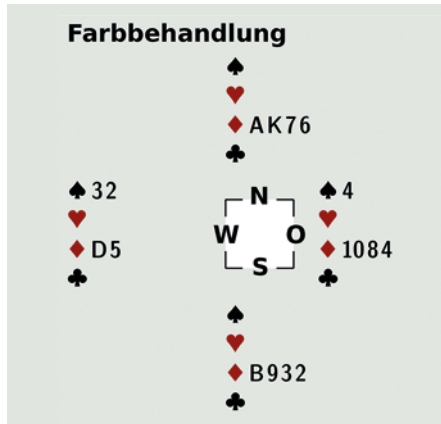 Farbbehandlung
♠
♥
♦ AK76
♣
♠ 32
♥
♦ D5
♣
N
W O
S
♠ 4
♥
♦ 1084
♣
♠
♥
♦ B932
♣